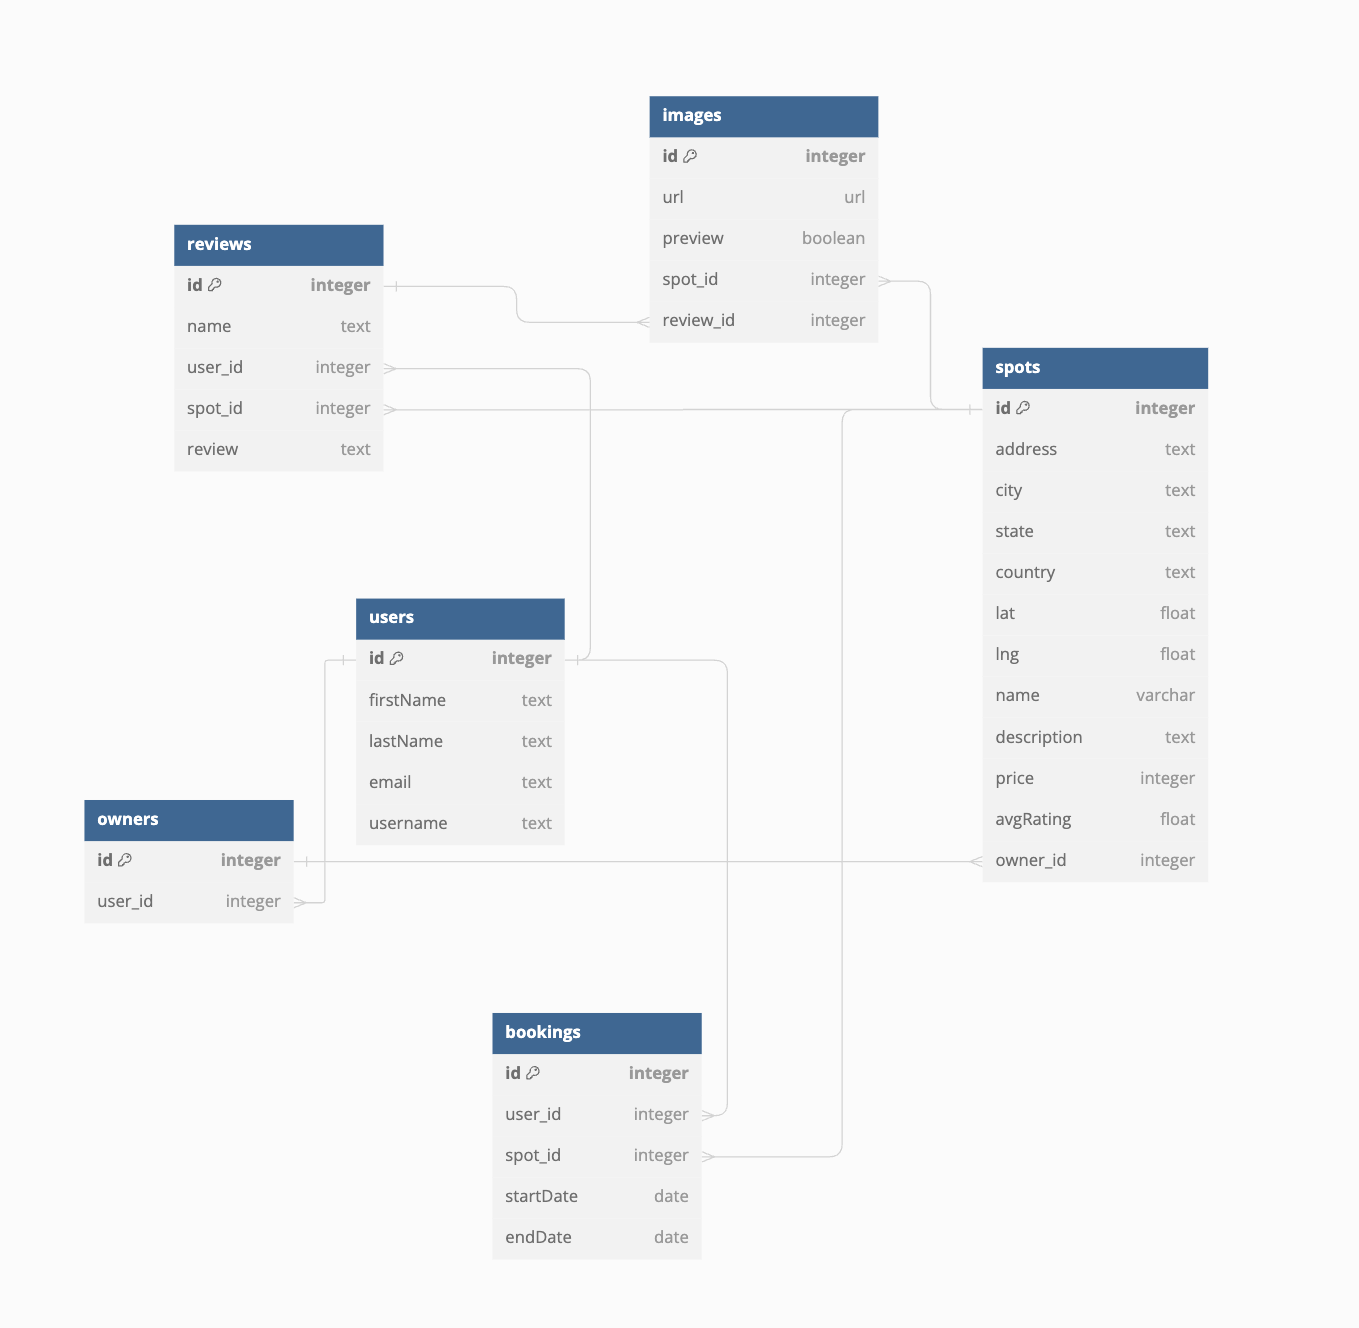 images
id integer
url url
preview boolean
spot_id integer
review_id integer
reviews
id integer
name text
user_id integer
spot_id integer
review text
spots
id integer
address text
city text
state text
country text
lat float
lng float
name varchar
description text
price integer
avgRating float
owner_id integer
users
id integer
firstName text
lastName text
email text
username text
owners
id integer
user_id integer
bookings
id integer
user_id integer
spot_id integer
startDate date
endDate date